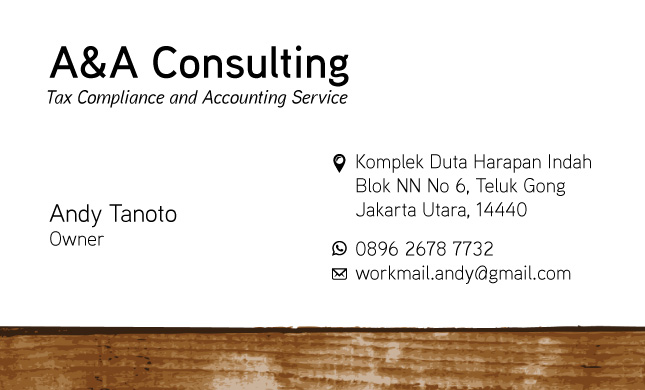 A&A Consulting
Tax Compliance and Accounting Service
Andy Tanoto
Owner
Komplek Duta Harapan Indah
Blok NN No 6, Teluk Gong
Jakarta Utara, 14440
0896 2678 7732
workmail.andy@gmail.com